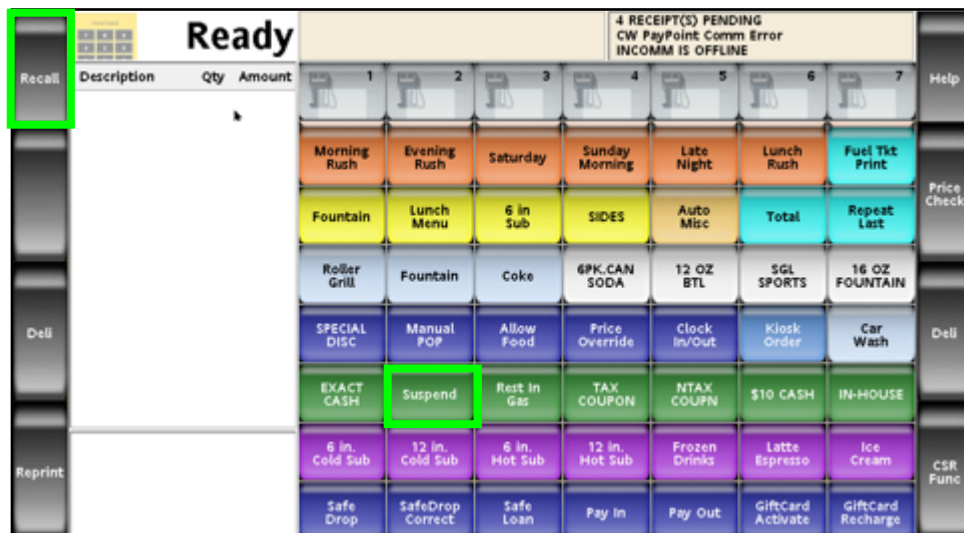 Ready
4 RECEIPT(S) PENDING
CW PayPoint Comm Error
INCOMM IS OFFLINE
Recall
Description Qty Amount
1 2 3 4 5 6 7
Help
Morning Rush
Evening Rush
Saturday
Sunday Morning
Late Night
Lunch Rush
Fuel Tkt Print
Price Check
Fountain
Lunch Menu
6 in Sub
SIDES
Auto Misc
Total
Repeat Last
Roller Grill
Fountain
Coke
6PK.CAN SODA
12 OZ BTL
SGL SPORTS
16 OZ FOUNTAIN
Deli
SPECIAL DISC
Manual POP
Allow Food
Price Override
Clock In/Out
Kiosk Order
Car Wash
Deli
EXACT CASH
Suspend
Rest In Gas
TAX COUPON
NTAX COUPN
$10 CASH
IN-HOUSE
Reprint
6 in. Cold Sub
12 in. Cold Sub
6 in. Hot Sub
12 in. Hot Sub
Frozen Drinks
Latte Espresso
Ice Cream
CSR Func
Safe Drop
SafeDrop Correct
Safe Loan
Pay In
Pay Out
GiftCard Activate
GiftCard Recharge